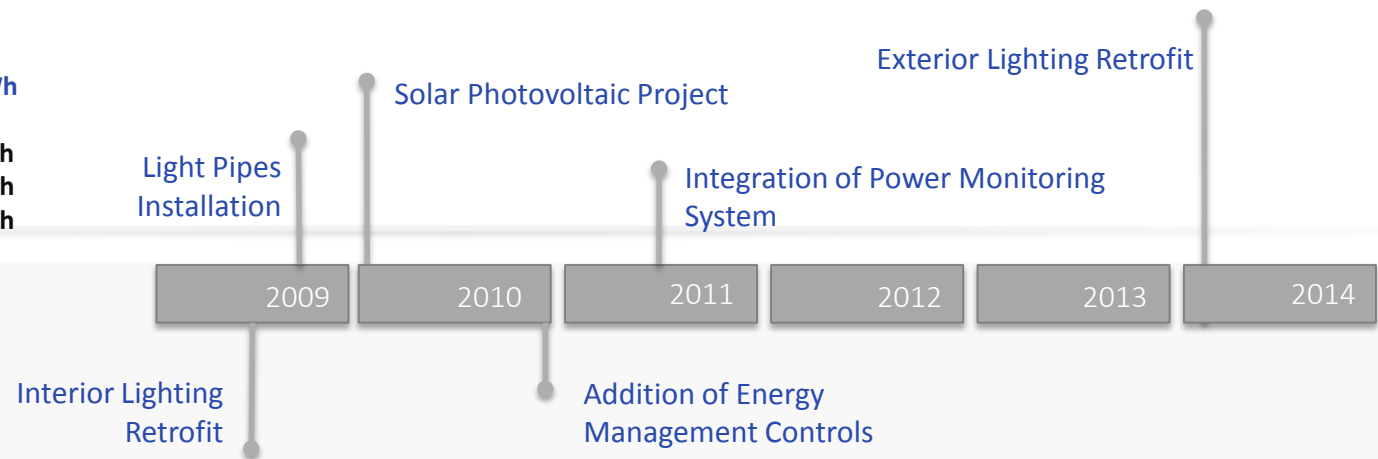 Exterior Lighting Retrofit
Solar Photovoltaic Project
Light Pipes
Installation
Integration of Power Monitoring
System
2009
2010
2011
2012
2013
2014
Interior Lighting
Retrofit
Addition of Energy
Management Controls